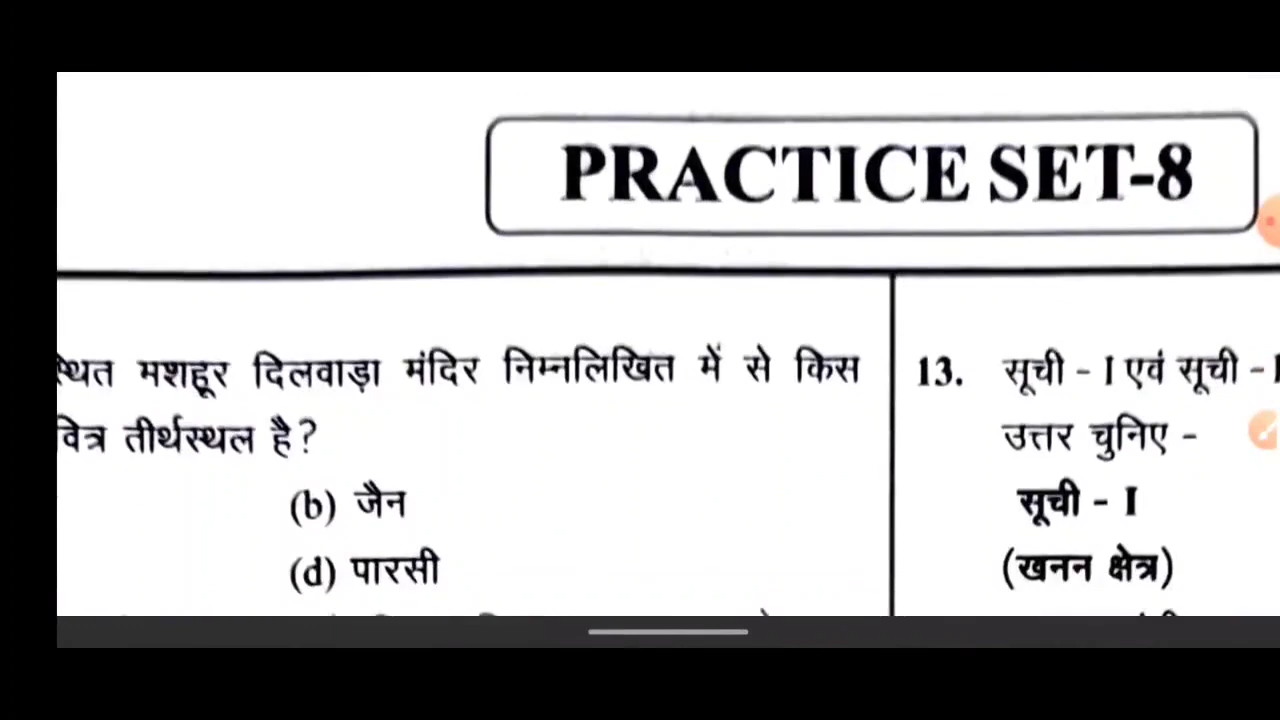 PRACTICE SET-8
स्थित मशहूर दिलवाड़ा मंदिर निम्नलिखित में से किस
वित्र तीर्थस्थल है?
(b) जैन
(d) पारसी
13. सूची - I एवं सूची -
उत्तर चुनिए -
सूची - I
(खनन क्षेत्र)